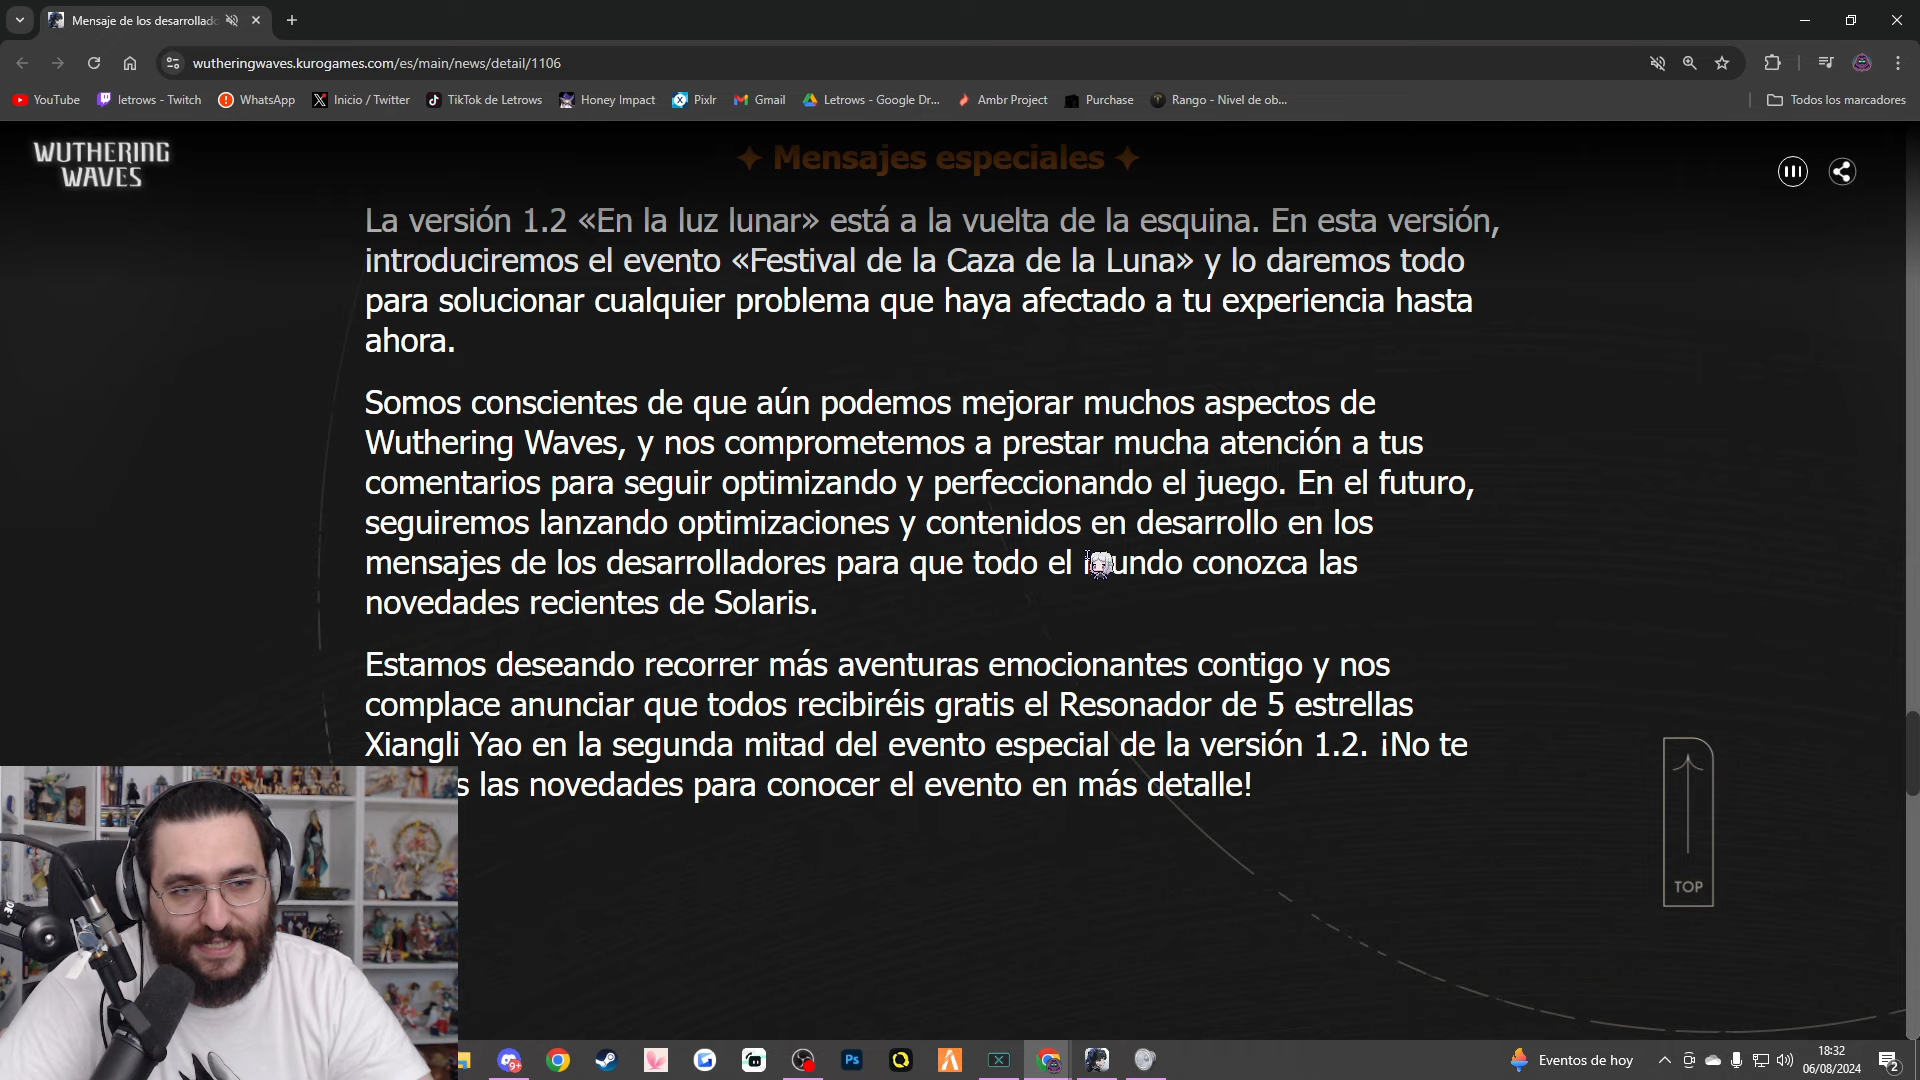 Mensaje de los desarrollado
wutheringwaves.kurogames.com/es/main/news/detail/1106
YouTube
letrows - Twitch
WhatsApp
Inicio / Twitter
TikTok de Letrows
Honey Impact
Pixlr
Gmail
Letrows - Google Dr...
Ambr Project
Purchase
Rango - Nivel de ob...
Todos los marcadores
WUTHERING
WAVES
Mensajes especiales
La versión 1.2 «En la luz lunar» está a la vuelta de la esquina. En esta versión,
introduciremos el evento «Festival de la Caza de la Luna» y lo daremos todo
para solucionar cualquier problema que haya afectado a tu experiencia hasta
ahora.
Somos conscientes de que aún podemos mejorar muchos aspectos de
Wuthering Waves, y nos comprometemos a prestar mucha atención a tus
comentarios para seguir optimizando y perfeccionando el juego. En el futuro,
seguiremos lanzando optimizaciones y contenidos en desarrollo en los
mensajes de los desarrolladores para que todo el mundo conozca las
novedades recientes de Solaris.
Estamos deseando recorrer más aventuras emocionantes contigo y nos
complace anunciar que todos recibiréis gratis el Resonador de 5 estrellas
Xiangli Yao en la segunda mitad del evento especial de la versión 1.2. ¡No te
las novedades para conocer el evento en más detalle!
TOP
Ps
Eventos de hoy
18:32
06/08/2024
2